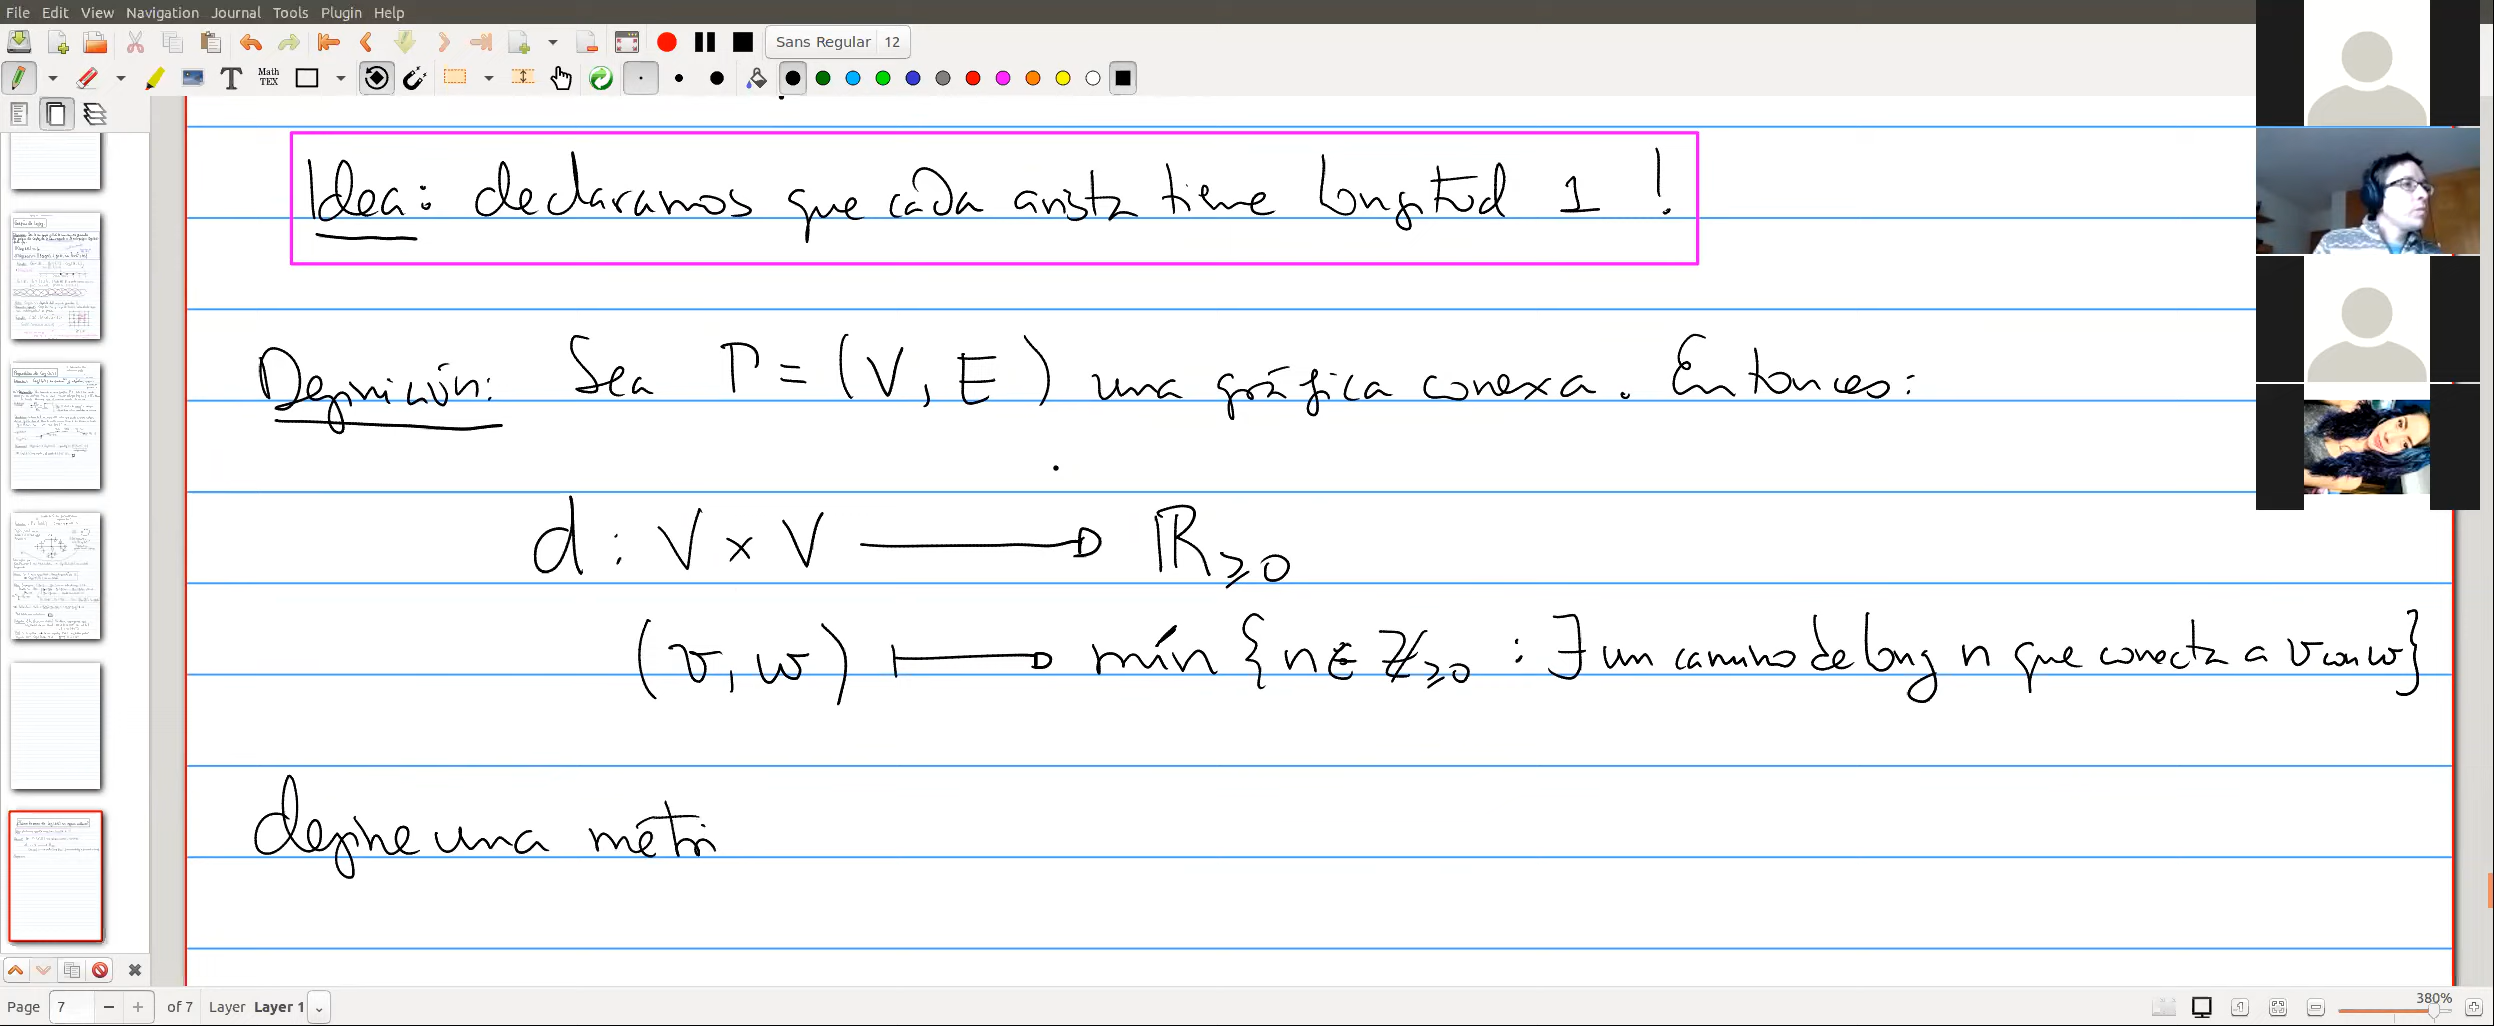 File Edit View Navigation Journal Tools Plugin Help
Sans Regular 12
Math TEX
Idea: declaramos que cada arista tiene longitud 1 !
Definición: Sea Γ = (V, E) una gráfica conexa. Entonces:
d : V × V → ℝ≥0
(v, w) ↦ mín { n ∈ ℤ≥0 : ∃ un camino de long n que conecta a v con w}
define una métri
Page 7 of 7 Layer Layer 1 380%